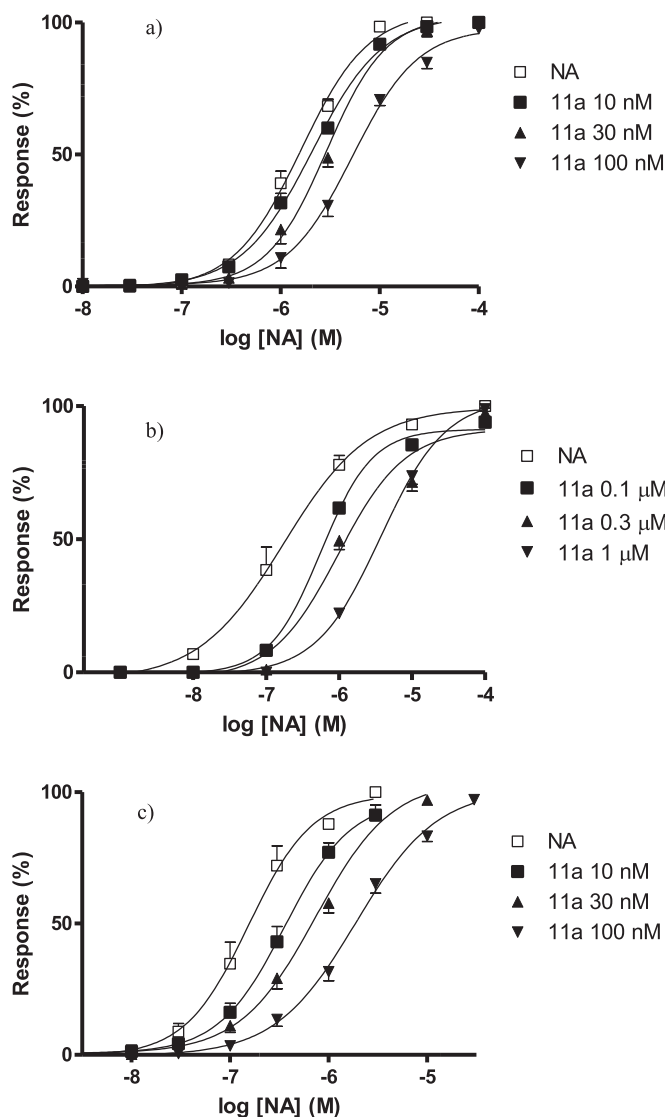 a)
Response (%)
100
50
0
-8 -7 -6 -5 -4
log [NA] (M)
NA
11a 10 nM
11a 30 nM
11a 100 nM
b)
Response (%)
100
50
0
-8 -7 -6 -5 -4
log [NA] (M)
NA
11a 0.1 μM
11a 0.3 μM
11a 1 μM
c)
Response (%)
100
50
0
-8 -7 -6 -5
log [NA] (M)
NA
11a 10 nM
11a 30 nM
11a 100 nM